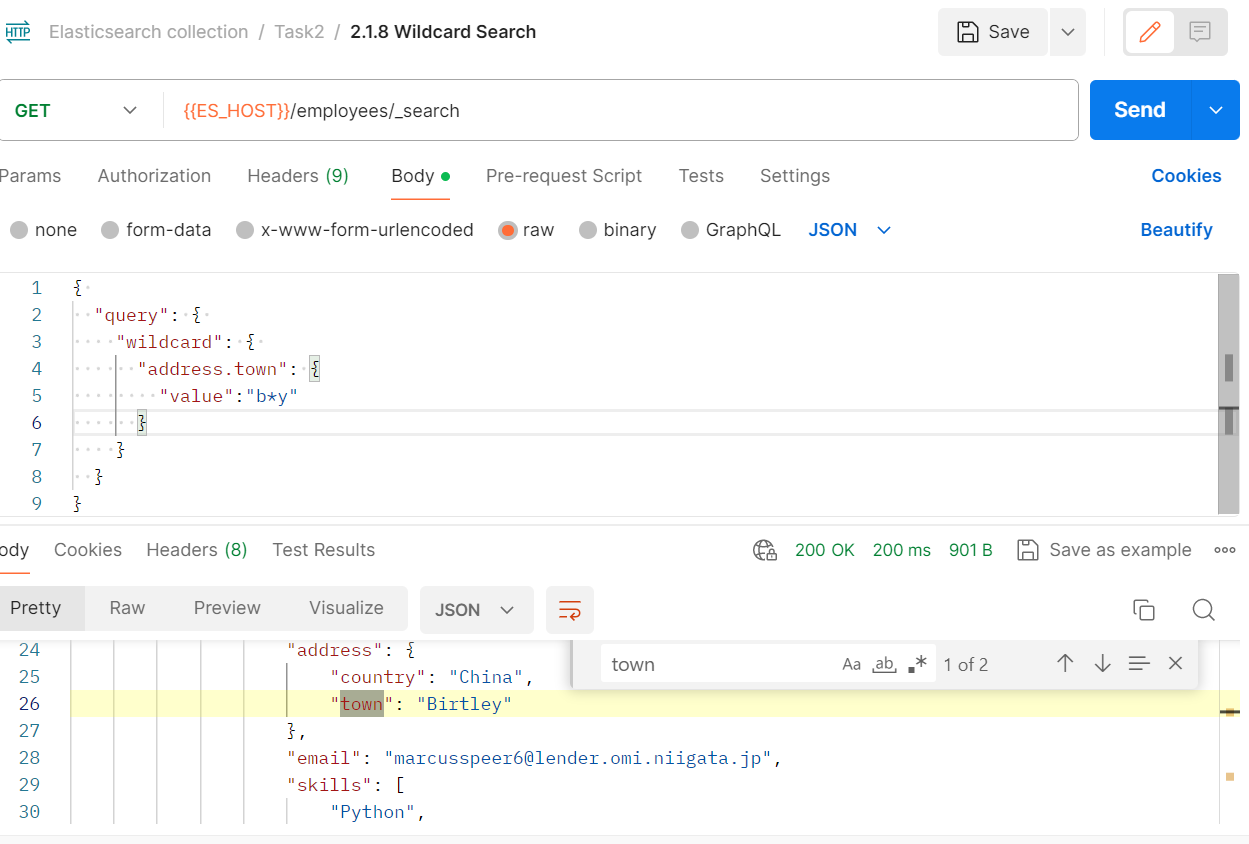 HTTP Elasticsearch collection / Task2 / 2.1.8 Wildcard Search Save
GET {{ES_HOST}}/employees/_search Send
Params Authorization Headers (9) Body Pre-request Script Tests Settings Cookies
none form-data x-www-form-urlencoded raw binary GraphQL JSON Beautify
1 {
2 "query": {
3 "wildcard": {
4 "address.town": {
5 "value":"b*y"
6 }
7 }
8 }
9 }
ody Cookies Headers (8) Test Results 200 OK 200 ms 901 B Save as example
Pretty Raw Preview Visualize JSON
town Aa ab .* 1 of 2
24 "address": {
25 "country": "China",
26 "town": "Birtley"
27 },
28 "email": "marcusspeer6@lender.omi.niigata.jp",
29 "skills": [
30 "Python",